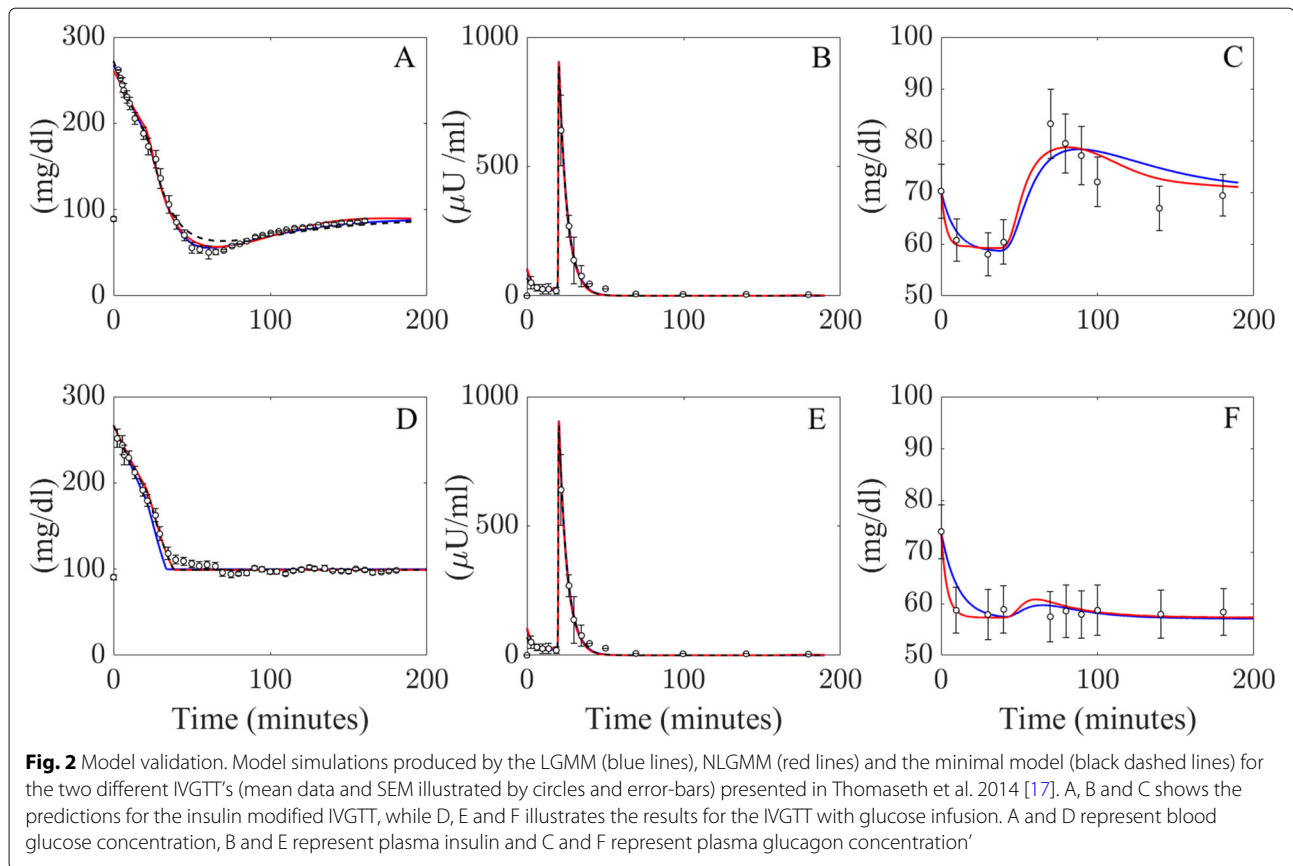 300
200
100
0
(mg/dl)
0
100
200
A
1000
500
0
(μU /ml)
0
100
200
B
100
90
80
70
60
50
(mg/dl)
0
100
200
C
300
200
100
0
(mg/dl)
0
100
200
Time (minutes)
D
1000
500
0
(μU/ml)
0
100
200
Time (minutes)
E
100
90
80
70
60
50
(mg/dl)
0
100
200
Time (minutes)
F
Fig. 2 Model validation. Model simulations produced by the LGMM (blue lines), NLGMM (red lines) and the minimal model (black dashed lines) for
the two different IVGTT's (mean data and SEM illustrated by circles and error-bars) presented in Thomaseth et al. 2014 [17]. A, B and C shows the
predictions for the insulin modified IVGTT, while D, E and F illustrates the results for the IVGTT with glucose infusion. A and D represent blood
glucose concentration, B and E represent plasma insulin and C and F represent plasma glucagon concentration'